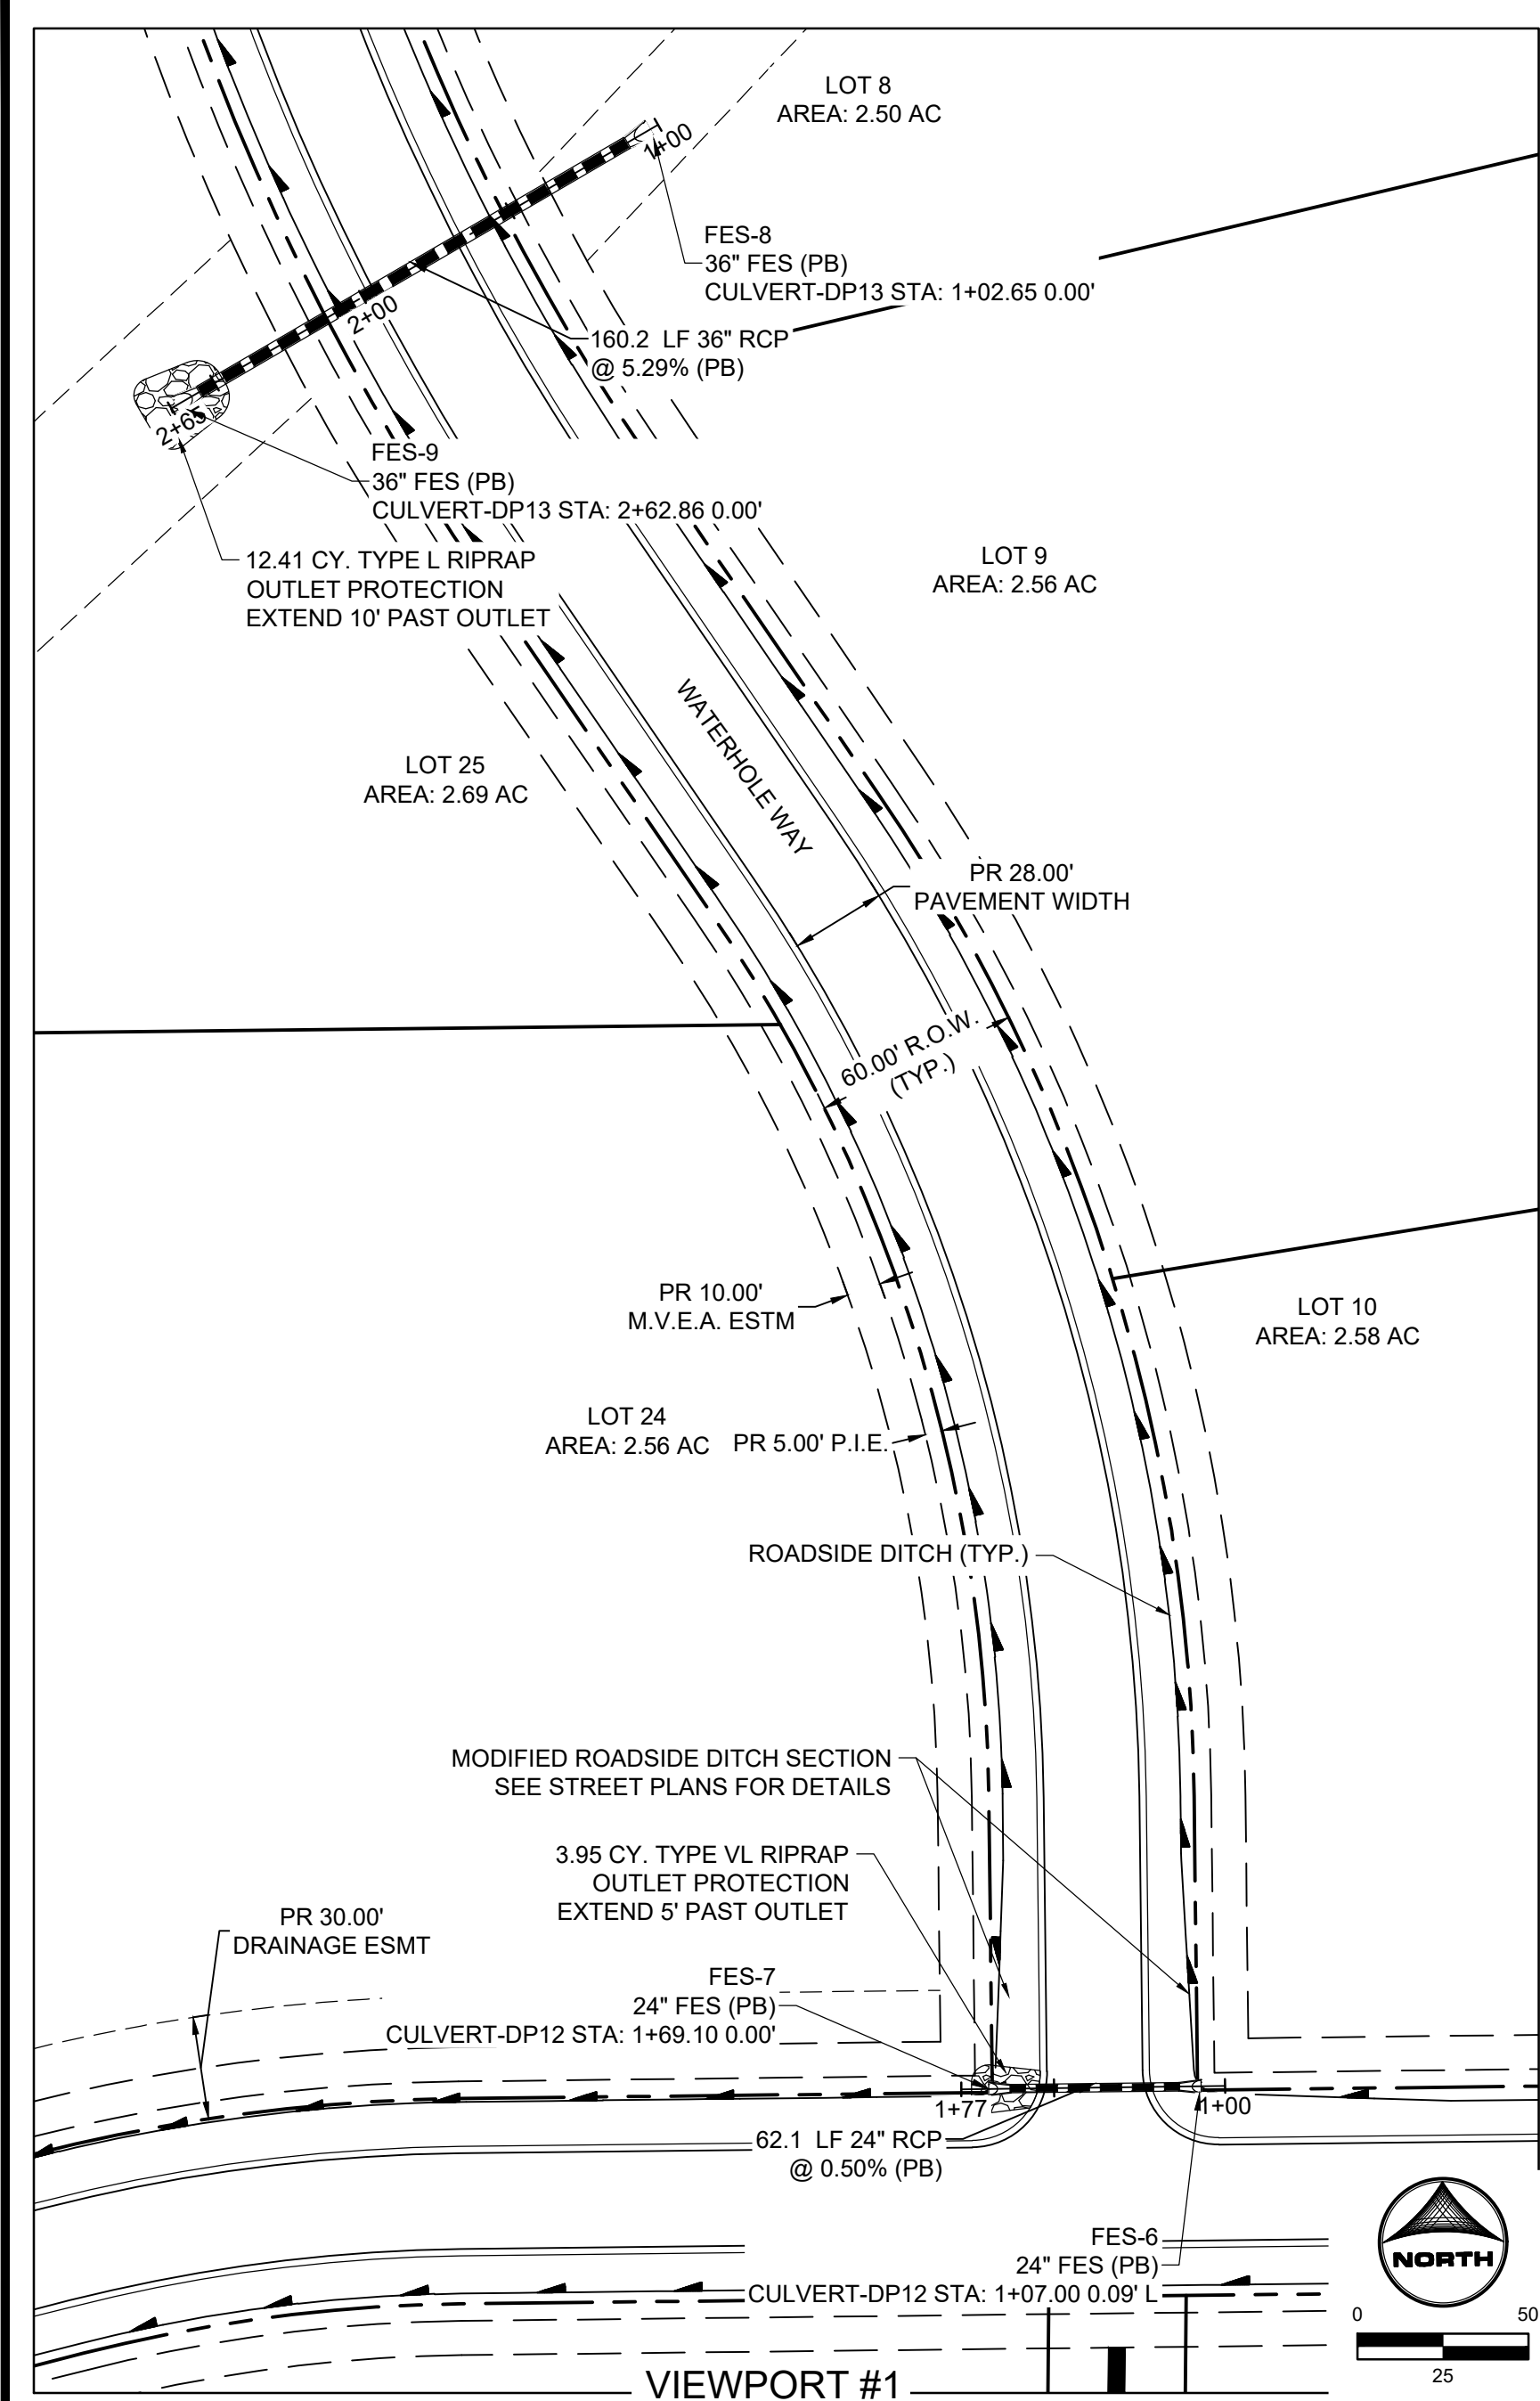 LOT 8
AREA: 2.50 AC
1+00
FES-8
36" FES (PB)
CULVERT-DP13 STA: 1+02.65 0.00'
2+00
160.2 LF 36" RCP
@ 5.29% (PB)
2+65
FES-9
36" FES (PB)
CULVERT-DP13 STA: 2+62.86 0.00'
12.41 CY. TYPE L RIPRAP
OUTLET PROTECTION
EXTEND 10' PAST OUTLET
LOT 9
AREA: 2.56 AC
WATERHOLE WAY
LOT 25
AREA: 2.69 AC
PR 28.00'
PAVEMENT WIDTH
60.00' R.O.W.
(TYP.)
PR 10.00'
M.V.E.A. ESTM
LOT 10
AREA: 2.58 AC
LOT 24
AREA: 2.56 AC
PR 5.00' P.I.E.
ROADSIDE DITCH (TYP.)
MODIFIED ROADSIDE DITCH SECTION
SEE STREET PLANS FOR DETAILS
3.95 CY. TYPE VL RIPRAP
OUTLET PROTECTION
EXTEND 5' PAST OUTLET
PR 30.00'
DRAINAGE ESMT
FES-7
24" FES (PB)
CULVERT-DP12 STA: 1+69.10 0.00'
1+77
1+00
62.1 LF 24" RCP
@ 0.50% (PB)
FES-6
24" FES (PB)
CULVERT-DP12 STA: 1+07.00 0.09' L
NORTH
0
50
25
VIEWPORT #1